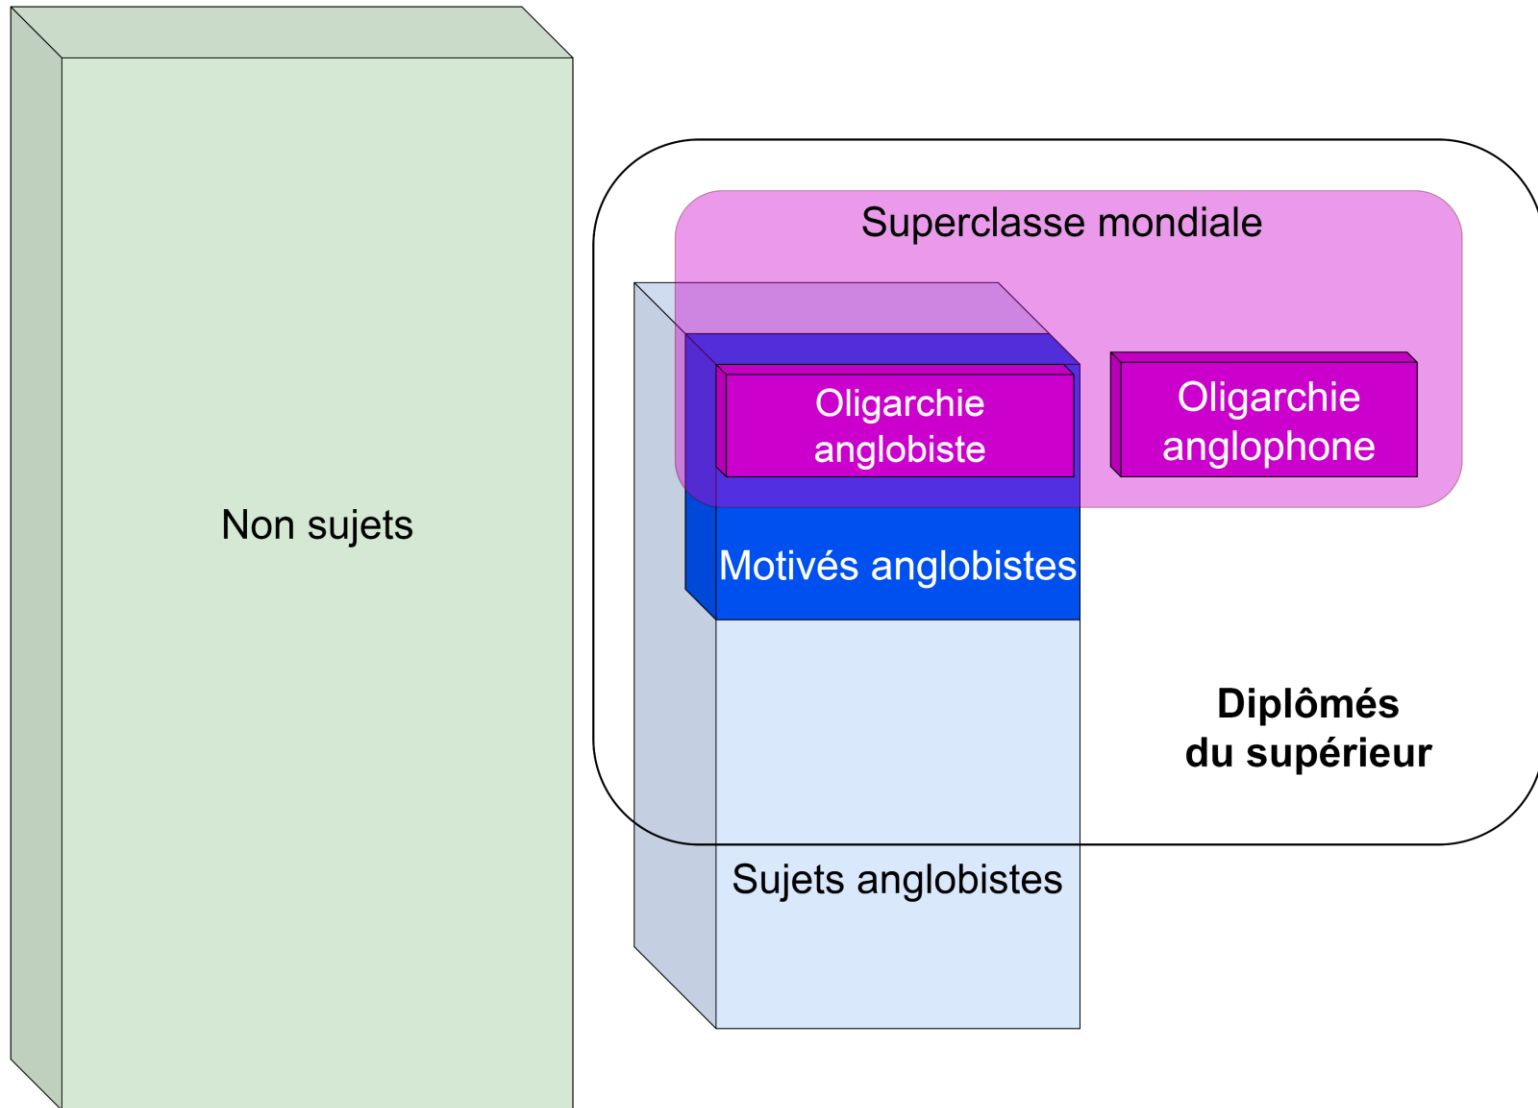 Superclasse mondiale
Oligarchie
anglobiste
Oligarchie
anglophone
Non sujets
Motivés anglobistes
Diplômés
du supérieur
Sujets anglobistes